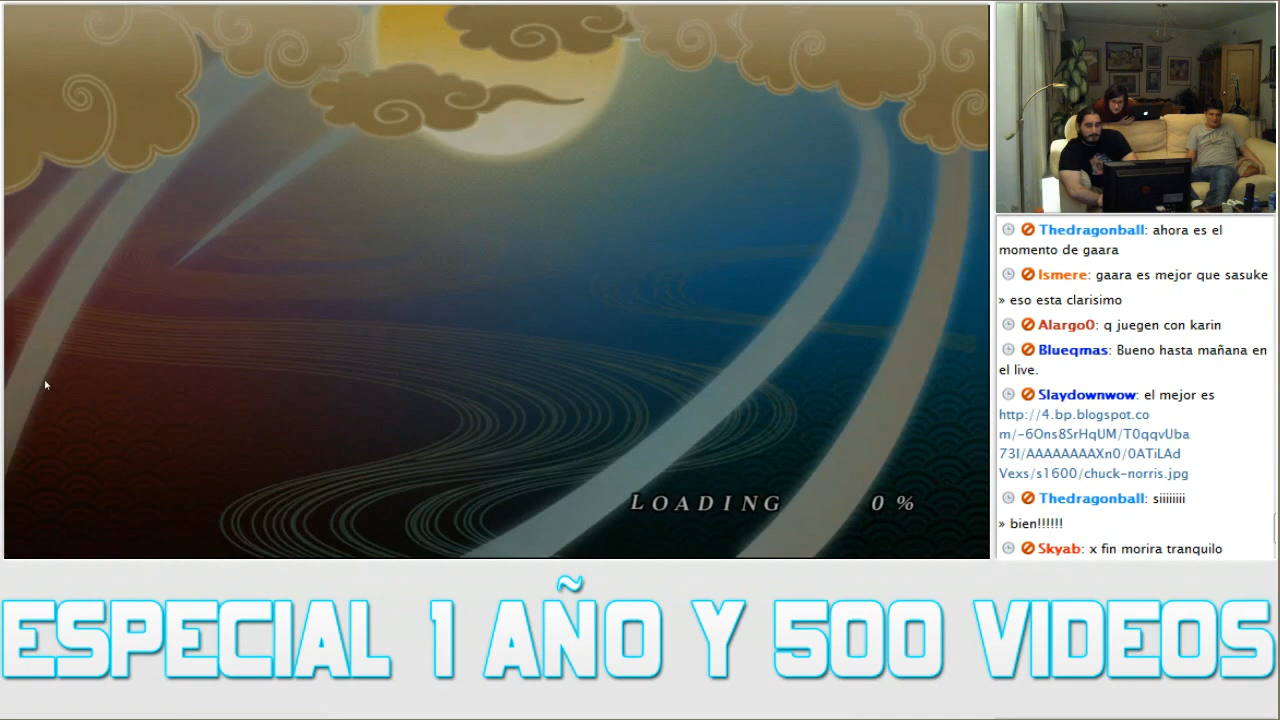 LOADING 0 %
Thedragonball: ahora es el
momento de gaara
Ismere: gaara es mejor que sasuke
» eso esta clarisimo
Alargo0: q juegen con karin
Blueqmas: Bueno hasta mañana en
el live.
Slaydownwow: el mejor es
http://4.bp.blogspot.co
m/-6Ons8SrHqUM/T0qqvUba
73I/AAAAAAAAXn0/0ATiLAd
Vexs/s1600/chuck-norris.jpg
Thedragonball: siiiiiiii
» bien!!!!!!
Skyab: x fin morira tranquilo
ESPECIAL 1 AÑO Y 500 VIDEOS